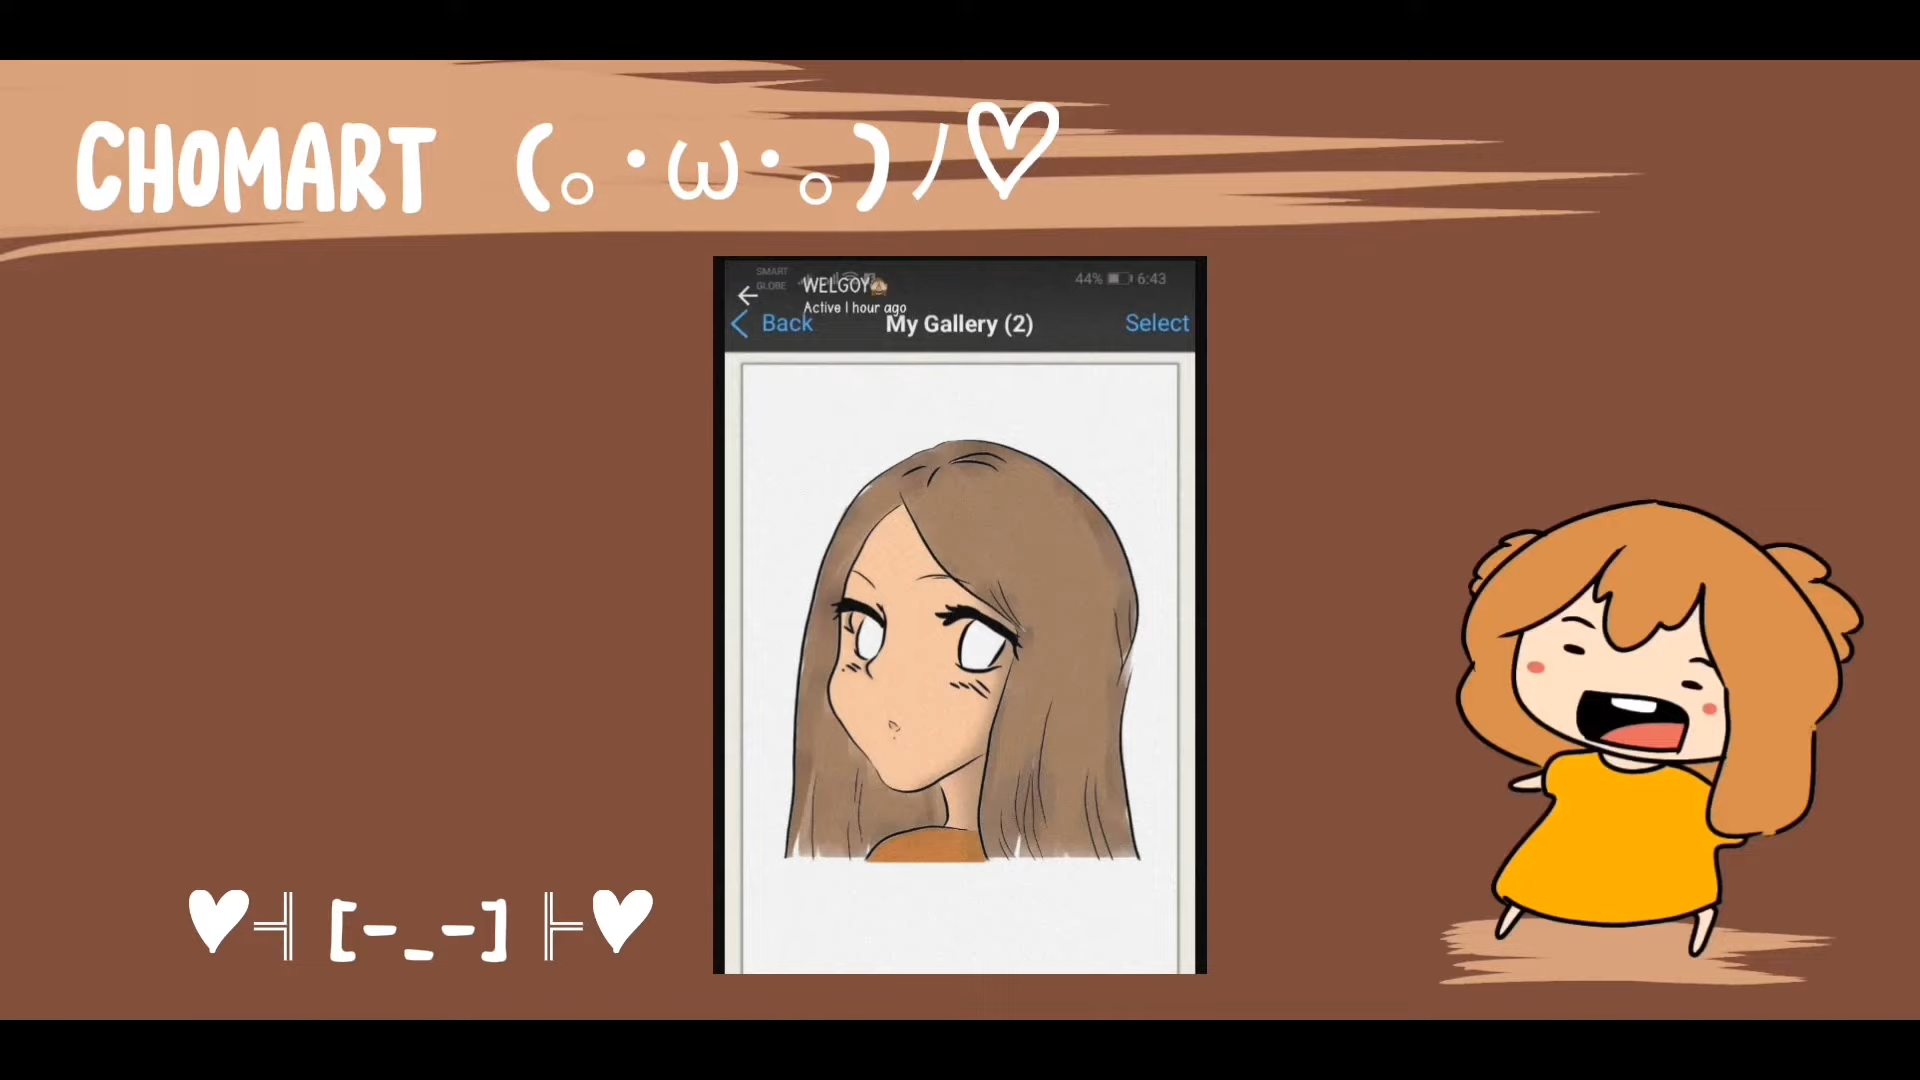 CHOMART (｡･ω･｡)ﾉ♡
SMART
GLOBE
44% 6:43
WELGOY🙈
Active 1 hour ago
Back My Gallery (2) Select
♥╣[-_-]╠♥